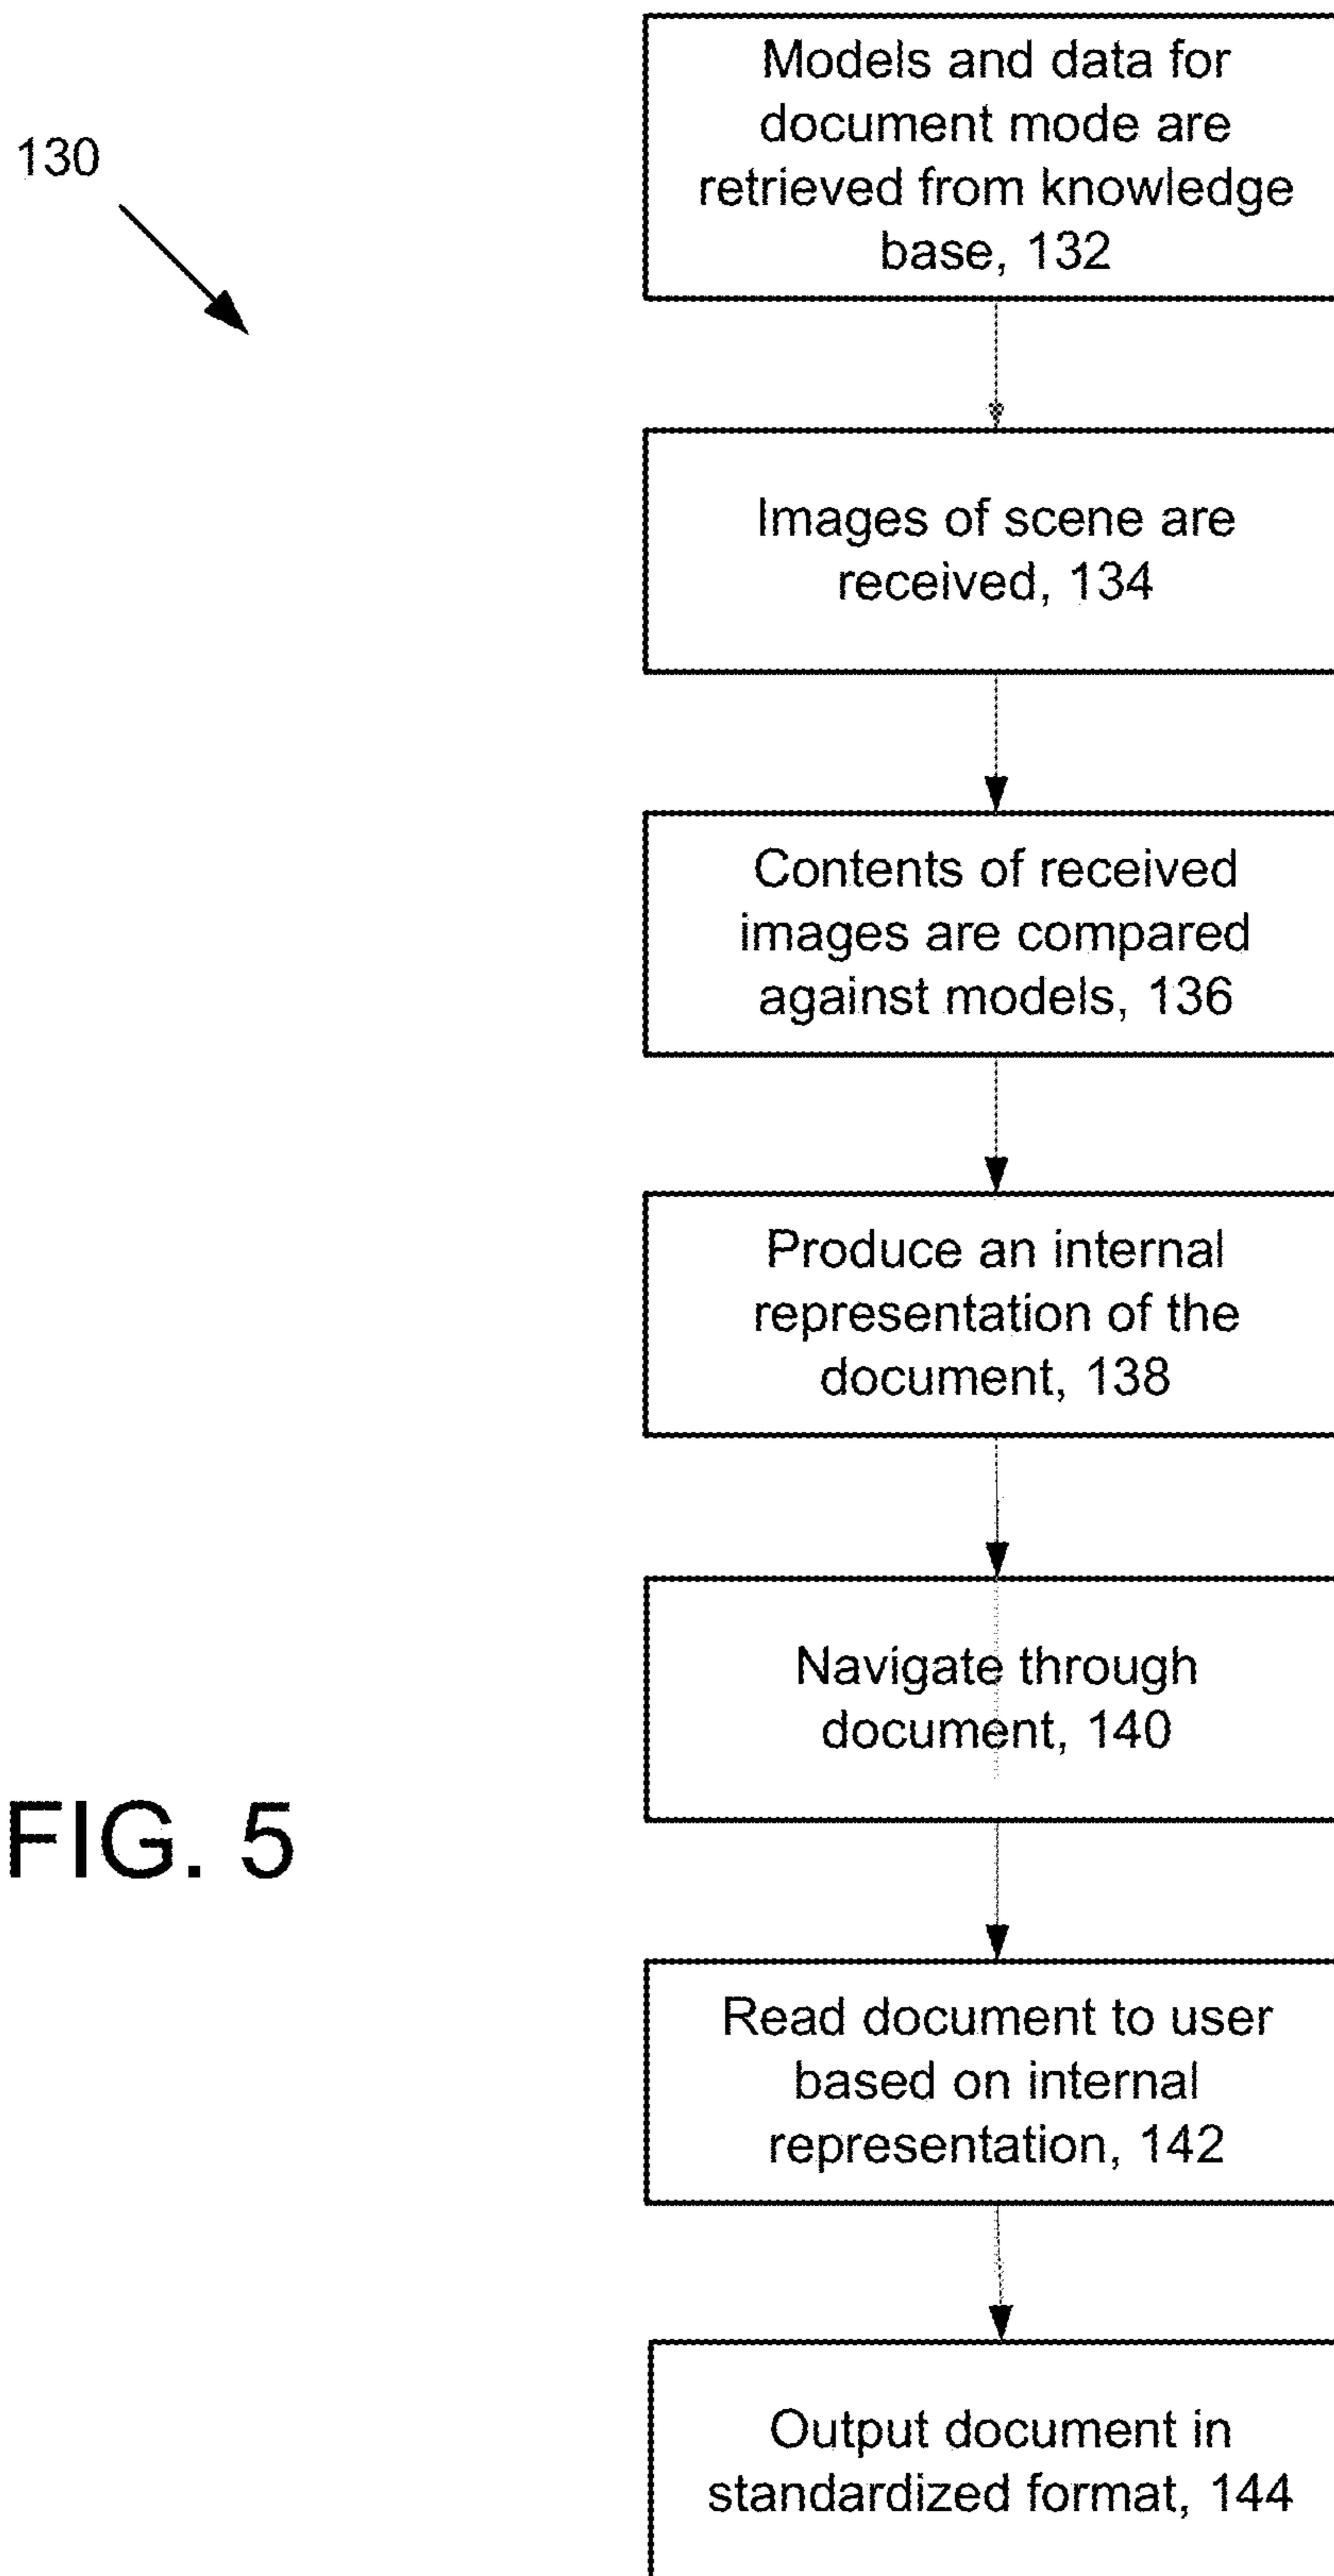 130
Models and data for
document mode are
retrieved from knowledge
base, 132
Images of scene are
received, 134
Contents of received
images are compared
against models, 136
Produce an internal
representation of the
document, 138
Navigate through
document, 140
FIG. 5
Read document to user
based on internal
representation, 142
Output document in
standardized format, 144